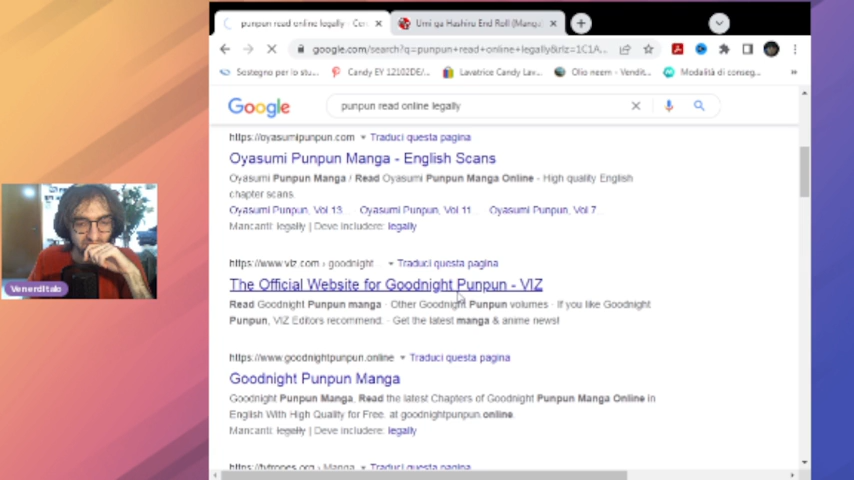 punpun read online legally - Cer
Umi ga Hashiru End Roll (Mang
google.com/search?q=punpun+read+online+legally&rlz=1C1A...
Sostegno per lo stu...
Candy EY 12102DE/...
Lavatrice Candy Lav...
Olio neem - Vendit...
Modalità di conseg...
»
Google
punpun read online legally
https://oyasumipunpun.com
Traduci questa pagina
Oyasumi Punpun Manga - English Scans
Oyasumi Punpun Manga / Read Oyasumi Punpun Manga Online - High quality English
chapter scans.
Oyasumi Punpun, Vol 13...
Oyasumi Punpun, Vol 11...
Oyasumi Punpun, Vol 7...
Mancanti: legally | Deve includere: legally
https://www.viz.com › goodnight
Traduci questa pagina
The Official Website for Goodnight Punpun - VIZ
Read Goodnight Punpun manga · Other Goodnight Punpun volumes · If you like Goodnight
Punpun, VIZ Editors recommend. · Get the latest manga & anime news!
VenerdItalo
https://www.goodnightpunpun.online
Traduci questa pagina
Goodnight Punpun Manga
Goodnight Punpun Manga, Read the latest Chapters of Goodnight Punpun Manga Online in
English With High Quality for Free. at goodnightpunpun.online.
Mancanti: legally | Deve includere: legally
https://tvtropes.org › Manga
Traduci questa pagina